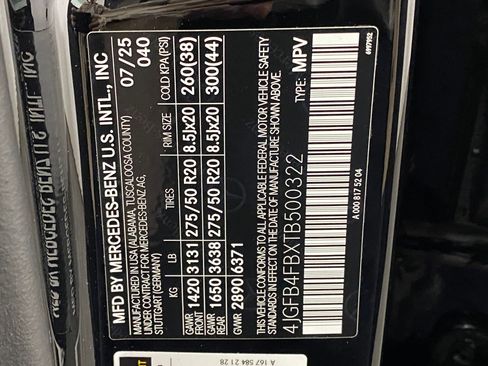 MFD BY MERCEDES-BENZ U.S. INTL., INC
MANUFACTURED IN USA (ALABAMA, TUSCALOOSA COUNTY) 07/25
FOR MERCEDES-BENZ AG,
STUTTGART (GERMANY) 040
KG LB TIRES RIM SIZE COLD KPA(PSI)
GAWR FRONT 1420 3131 275/50 R20 8.5Jx20 260(38)
GAWR REAR 1650 3638 275/50 R20 8.5Jx20 300(44)
GVWR 2890 6371
THIS VEHICLE CONFORMS TO ALL APPLICABLE FEDERAL MOTOR VEHICLE SAFETY
STANDARDS IN EFFECT ON THE DATE OF MANUFACTURE SHOWN ABOVE.
4JGFB4FBXTB500322 TYPE: MPV
A 000 817 52 04
6997952
A 167 584 21 28